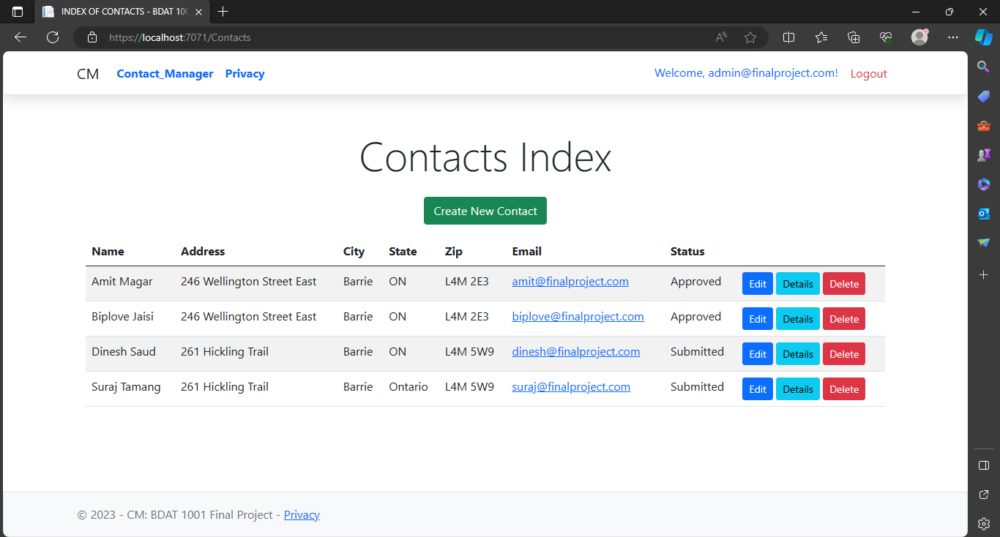 INDEX OF CONTACTS - BDAT 100
https://localhost:7071/Contacts
CM Contact_Manager Privacy Welcome, admin@finalproject.com! Logout
Contacts Index
Create New Contact
Name Address City State Zip Email Status
Amit Magar 246 Wellington Street East Barrie ON L4M 2E3 amit@finalproject.com Approved Edit Details Delete
Biplove Jaisi 246 Wellington Street East Barrie ON L4M 2E3 biplove@finalproject.com Approved Edit Details Delete
Dinesh Saud 261 Hickling Trail Barrie ON L4M 5W9 dinesh@finalproject.com Submitted Edit Details Delete
Suraj Tamang 261 Hickling Trail Barrie Ontario L4M 5W9 suraj@finalproject.com Submitted Edit Details Delete
© 2023 - CM: BDAT 1001 Final Project - Privacy